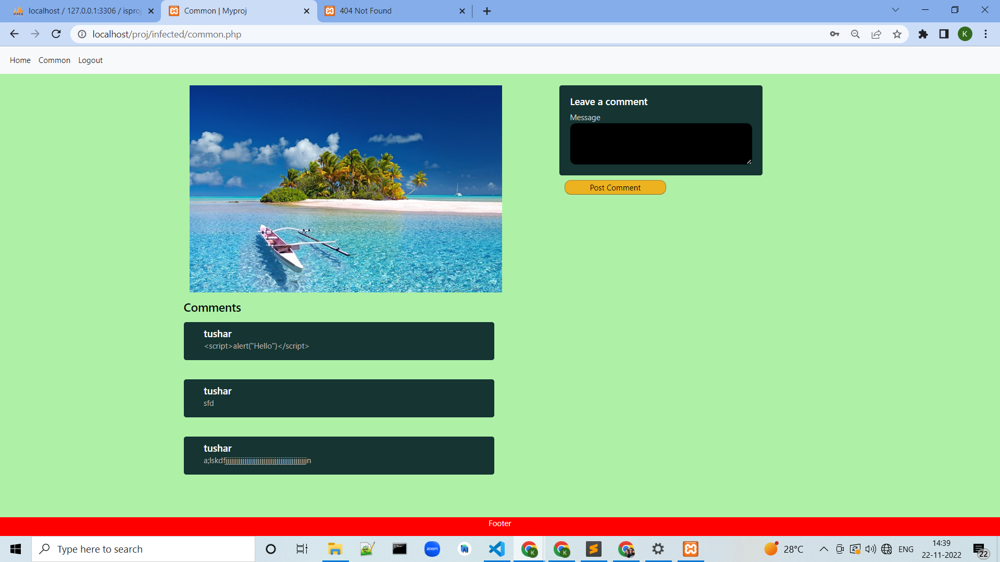 localhost / 127.0.0.1:3306 / isproj
Common | Myproj
404 Not Found
localhost/proj/infected/common.php
K
Home Common Logout
Leave a comment
Message
Post Comment
Comments
tushar
<script>alert("Hello")</script>
tushar
sfd
tushar
Footer
Type here to search
zoom
28°C
ENG
14:39
22-11-2022
22